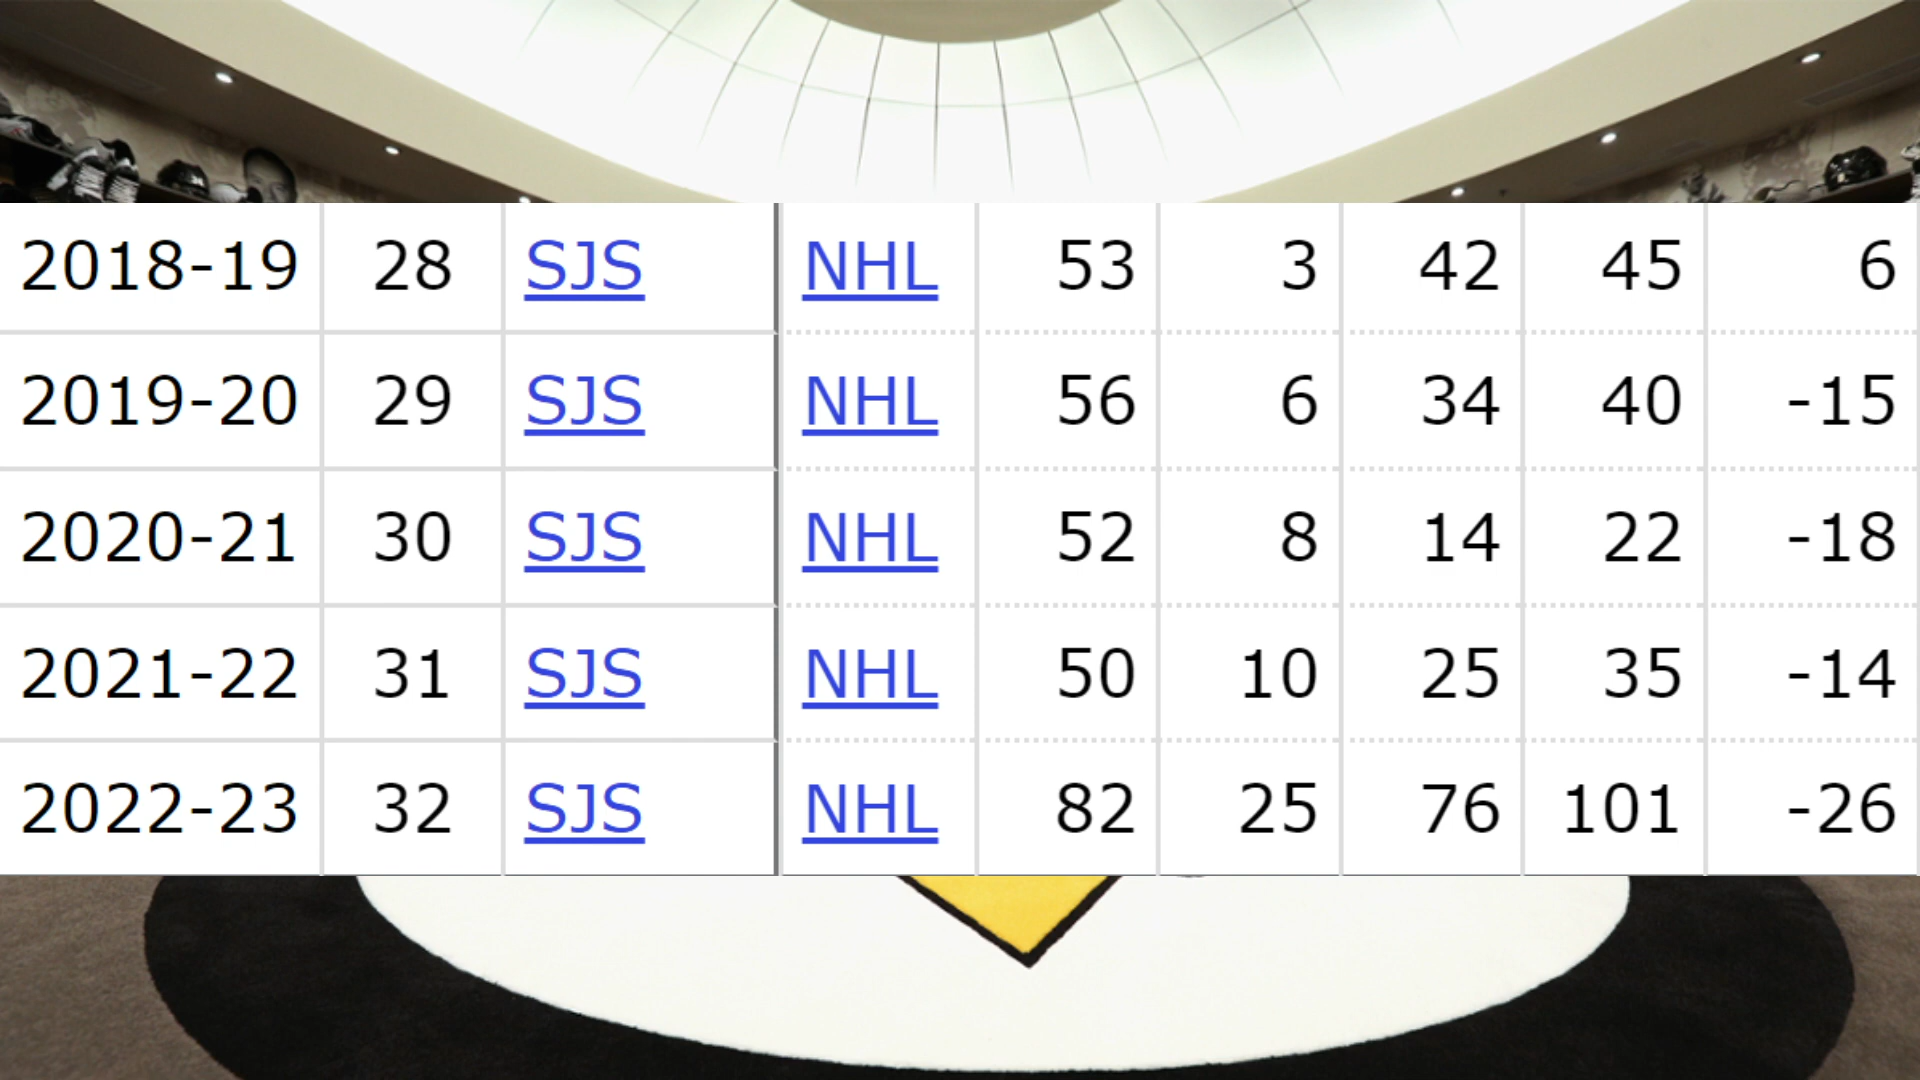 2018-19 28 SJS NHL 53 3 42 45 6
2019-20 29 SJS NHL 56 6 34 40 -15
2020-21 30 SJS NHL 52 8 14 22 -18
2021-22 31 SJS NHL 50 10 25 35 -14
2022-23 32 SJS NHL 82 25 76 101 -26